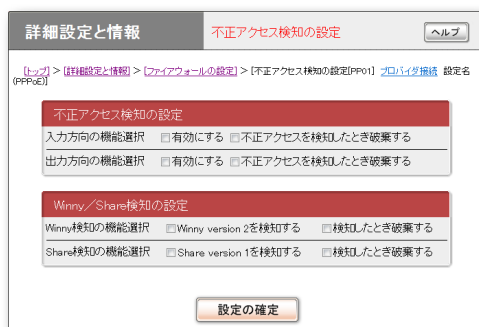 詳細設定と情報
不正アクセス検知の設定
ヘルプ
[トップ] > [詳細設定と情報] > [ファイアウォールの設定] > [不正アクセス検知の設定[PP01] プロバイダ接続 設定名
(PPPoE)]
不正アクセス検知の設定
入力方向の機能選択 有効にする 不正アクセスを検知したとき破棄する
出力方向の機能選択 有効にする 不正アクセスを検知したとき破棄する
Winny/Share検知の設定
Winny検知の機能選択 Winny version 2を検知する 検知したとき破棄する
Share検知の機能選択 Share version 1を検知する 検知したとき破棄する
設定の確定